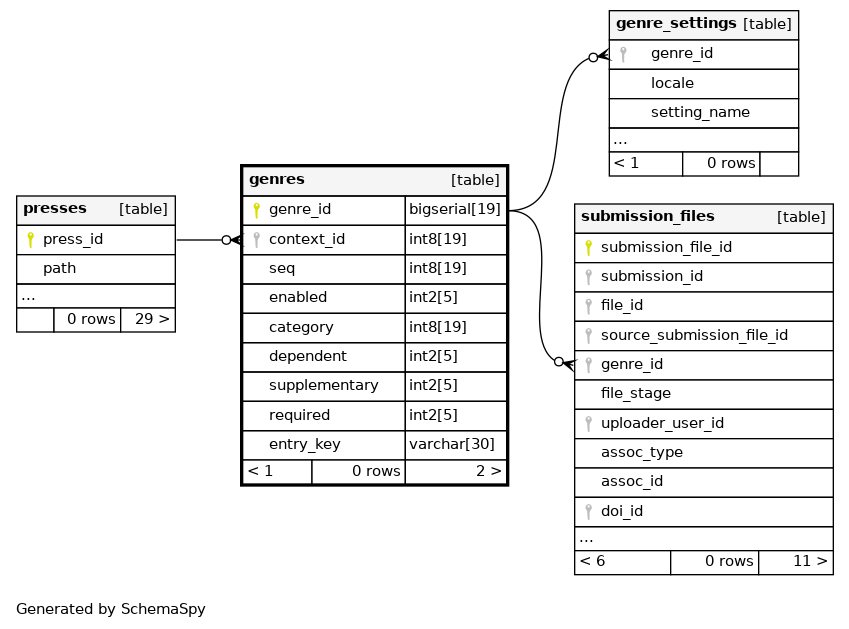 genre_settings [table]
genre_id
locale
setting_name
...
< 1 0 rows
presses [table]
press_id
path
...
0 rows 29 >
genres [table]
genre_id bigserial[19]
context_id int8[19]
seq int8[19]
enabled int2[5]
category int8[19]
dependent int2[5]
supplementary int2[5]
required int2[5]
entry_key varchar[30]
< 1 0 rows 2 >
submission_files [table]
submission_file_id
submission_id
file_id
source_submission_file_id
genre_id
file_stage
uploader_user_id
assoc_type
assoc_id
doi_id
...
< 6 0 rows 11 >
Generated by SchemaSpy